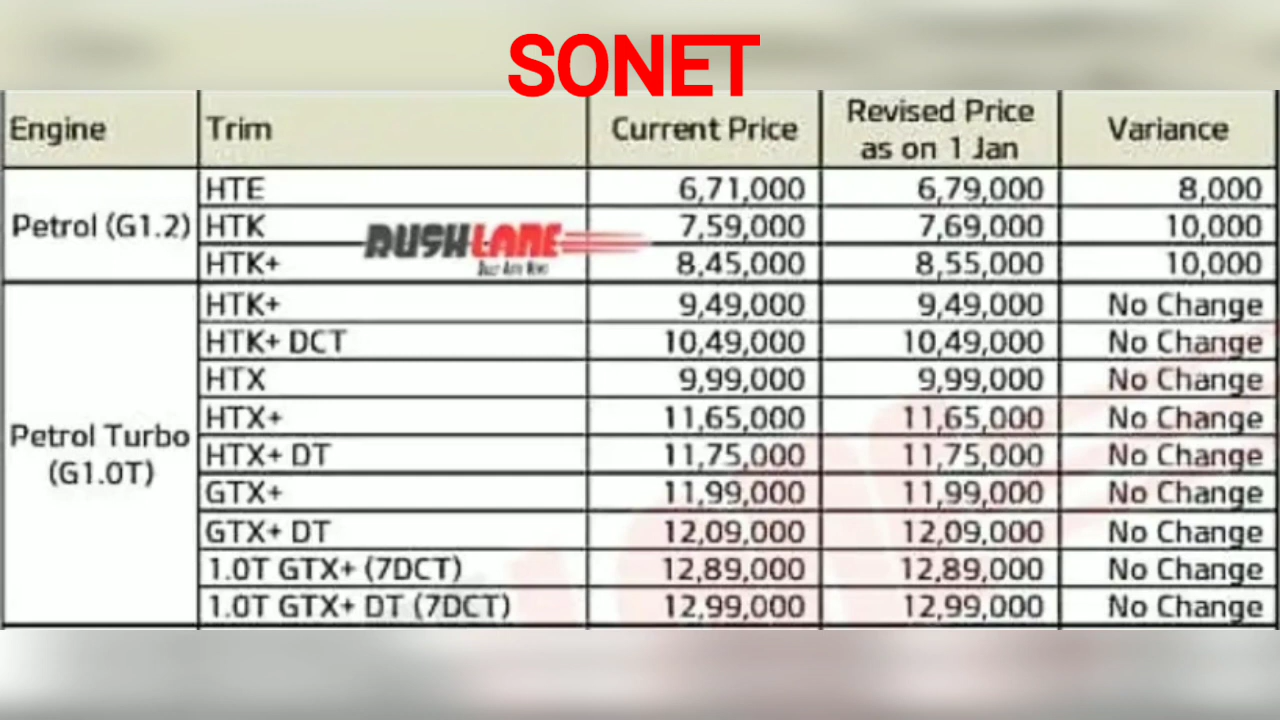 SONET
Engine Trim Current Price Revised Price as on 1 Jan Variance
Petrol (G1.2) HTE 6,71,000 6,79,000 8,000
HTK 7,59,000 7,69,000 10,000
RUSHLANE
HTK+ 8,45,000 8,55,000 10,000
Petrol Turbo (G1.0T) HTK+ 9,49,000 9,49,000 No Change
HTK+ DCT 10,49,000 10,49,000 No Change
HTX 9,99,000 9,99,000 No Change
HTX+ 11,65,000 11,65,000 No Change
HTX+ DT 11,75,000 11,75,000 No Change
GTX+ 11,99,000 11,99,000 No Change
GTX+ DT 12,09,000 12,09,000 No Change
1.0T GTX+ (7DCT) 12,89,000 12,89,000 No Change
1.0T GTX+ DT (7DCT) 12,99,000 12,99,000 No Change